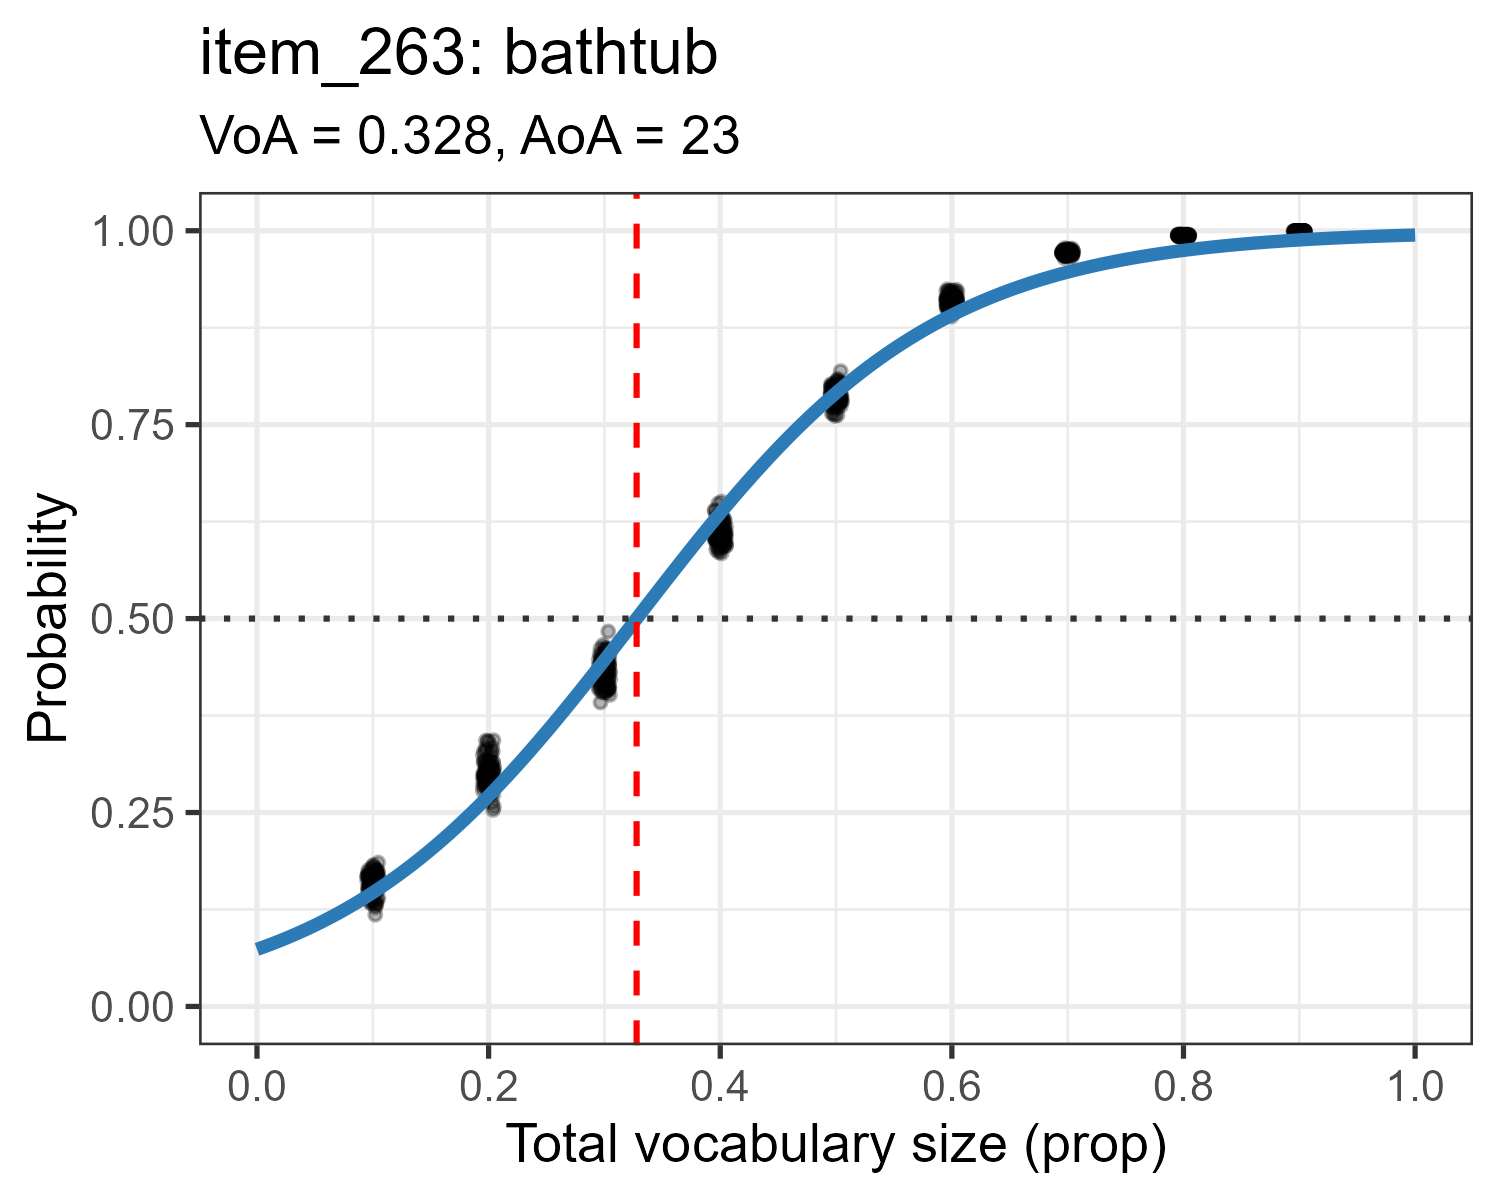 item_263: bathtub
VoA = 0.328, AoA = 23
1.00
0.75
0.50
0.25
0.00
Probability
0.0 0.2 0.4 0.6 0.8 1.0
Total vocabulary size (prop)